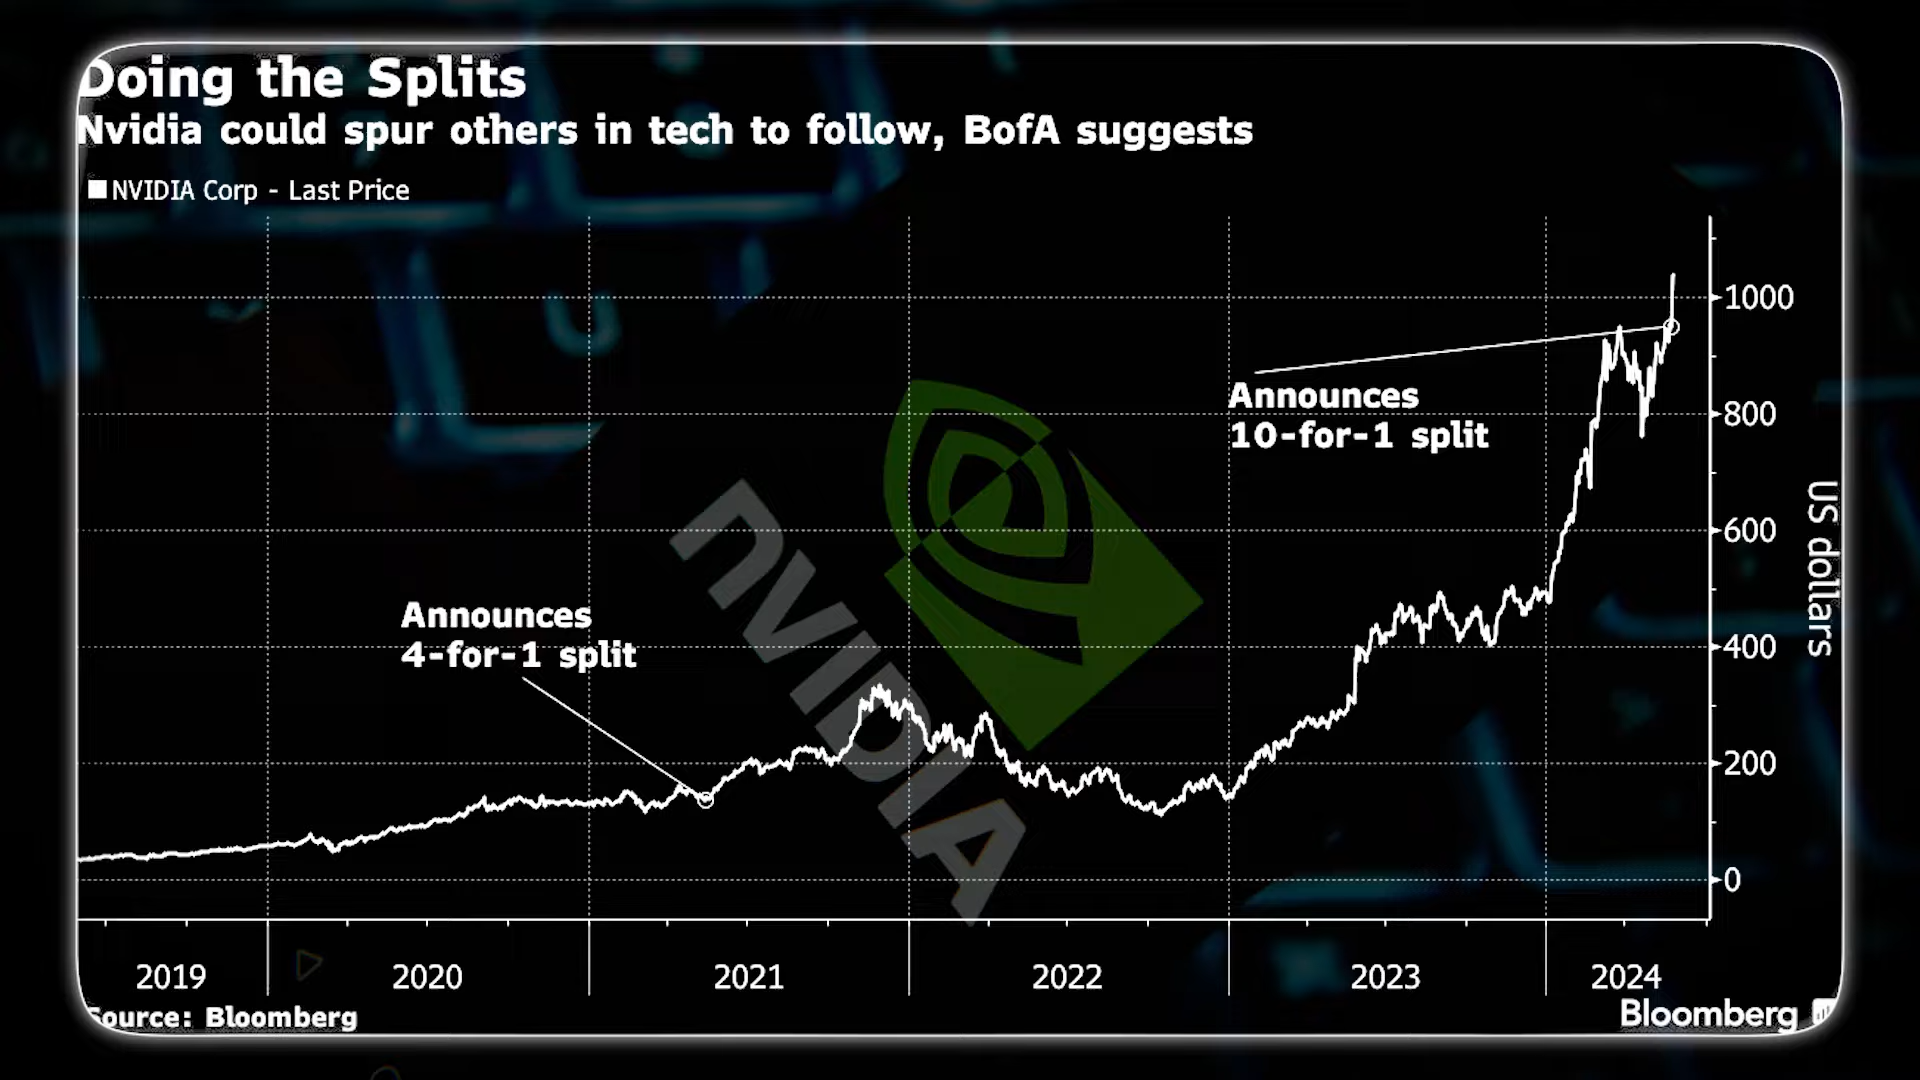 Doing the Splits
Nvidia could spur others in tech to follow, BofA suggests
NVIDIA Corp - Last Price
1000
800
600
400
200
0
US dollars
Announces
10-for-1 split
Announces
4-for-1 split
NVIDIA
2019
2020
2021
2022
2023
2024
Source: Bloomberg
Bloomberg